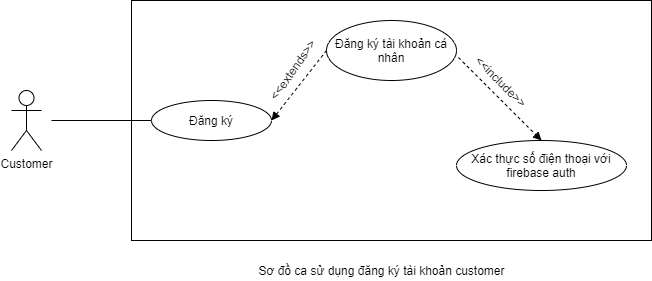 Đăng ký tài khoản cá
nhân
<<extends>>
<<include>>
Đăng ký
Customer
Xác thực số điện thoại với
firebase auth
Sơ đồ ca sử dụng đăng ký tài khoản customer